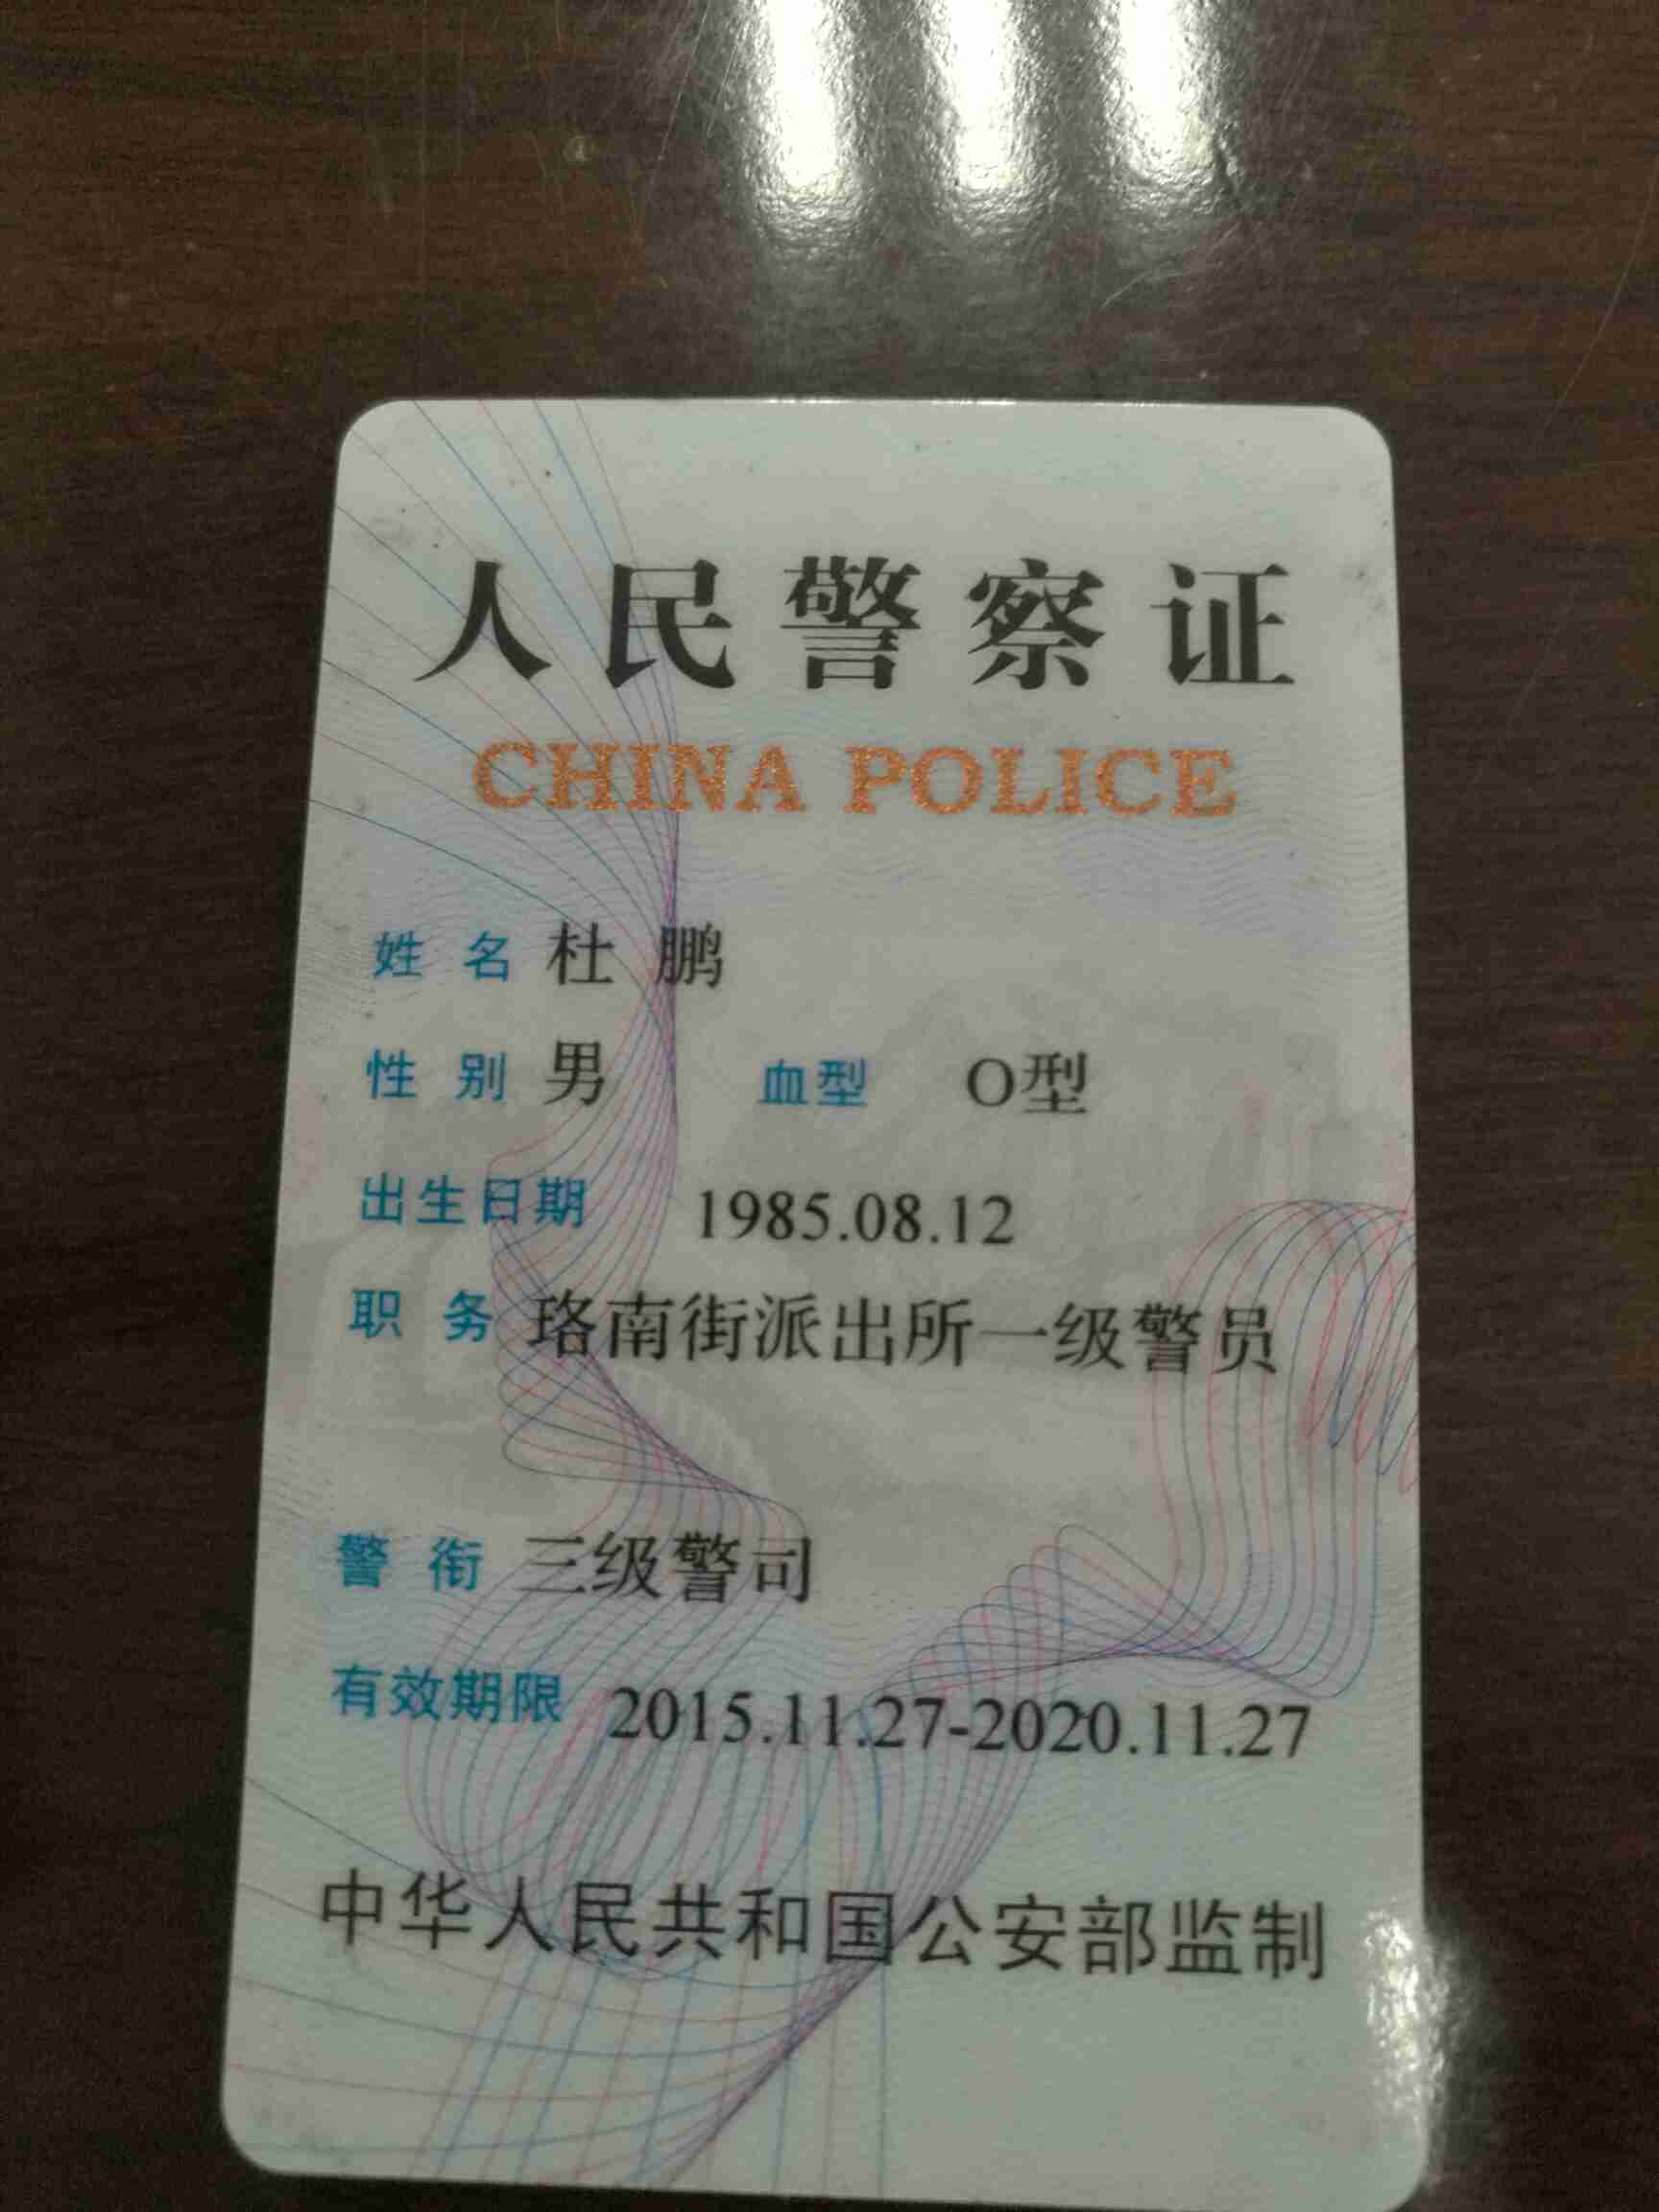 人民警察证
CHINA POLICE
姓名 杜鹏
性别 男 血型 O型
出生日期 1985.08.12
职务 珞南街派出所一级警员
警衔 三级警司
有效期限 2015.11.27-2020.11.27
中华人民共和国公安部监制